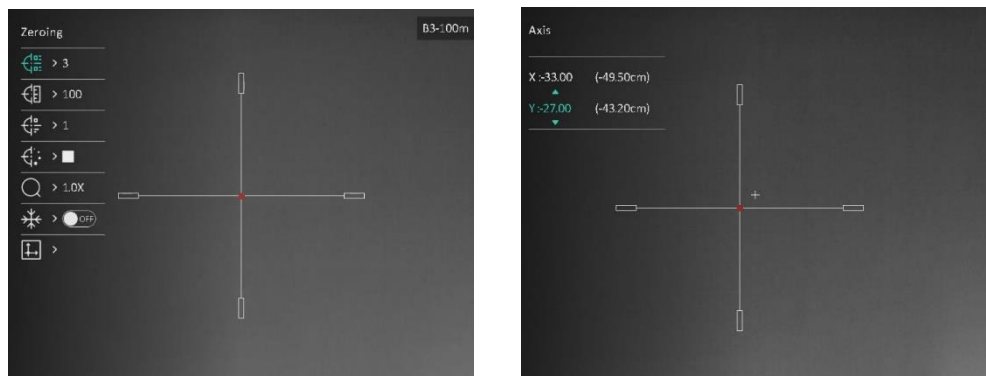 Zeroing
B3-100m
> 3
> 100
> 1
>
> 1.0X
> OFF
>
Axis
X :-33.00 (-49.50cm)
Y :-27.00 (-43.20cm)